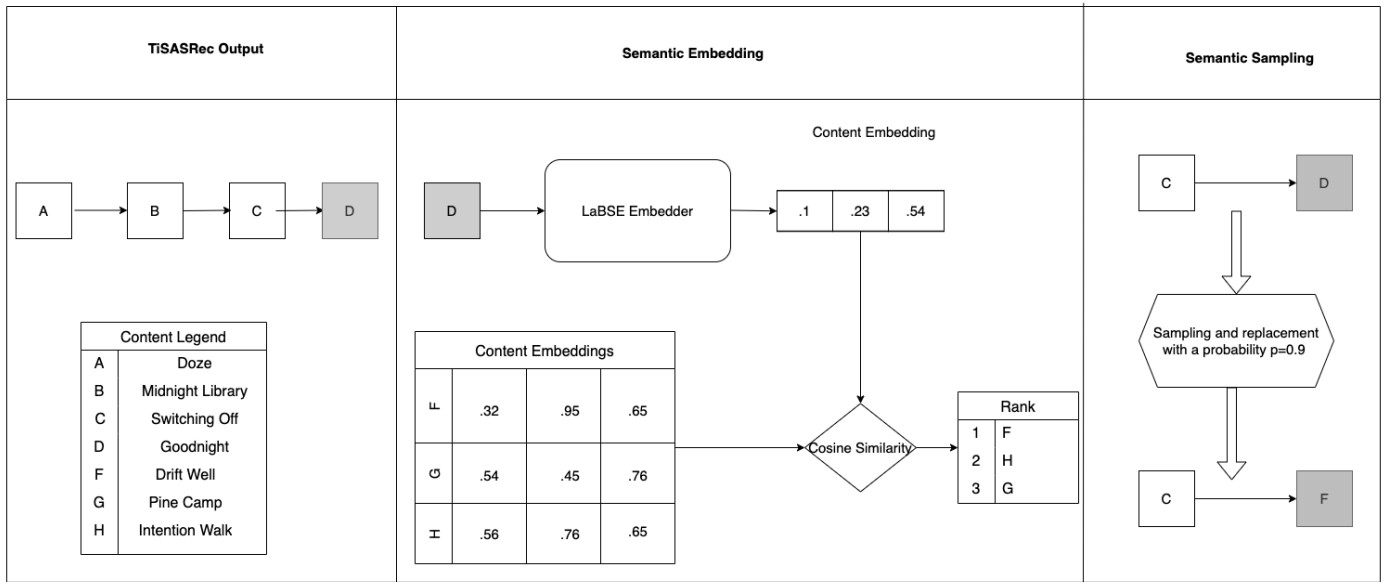 TiSASRec Output
Semantic Embedding
Semantic Sampling
A
B
C
D
Content Legend
A Doze
B Midnight Library
C Switching Off
D Goodnight
F Drift Well
G Pine Camp
H Intention Walk
D
LaBSE Embedder
Content Embedding
.1 .23 .54
Content Embeddings
F .32 .95 .65
G .54 .45 .76
H .56 .76 .65
Cosine Similarity
Rank
1 F
2 H
3 G
C
D
Sampling and replacement
with a probability p=0.9
C
F